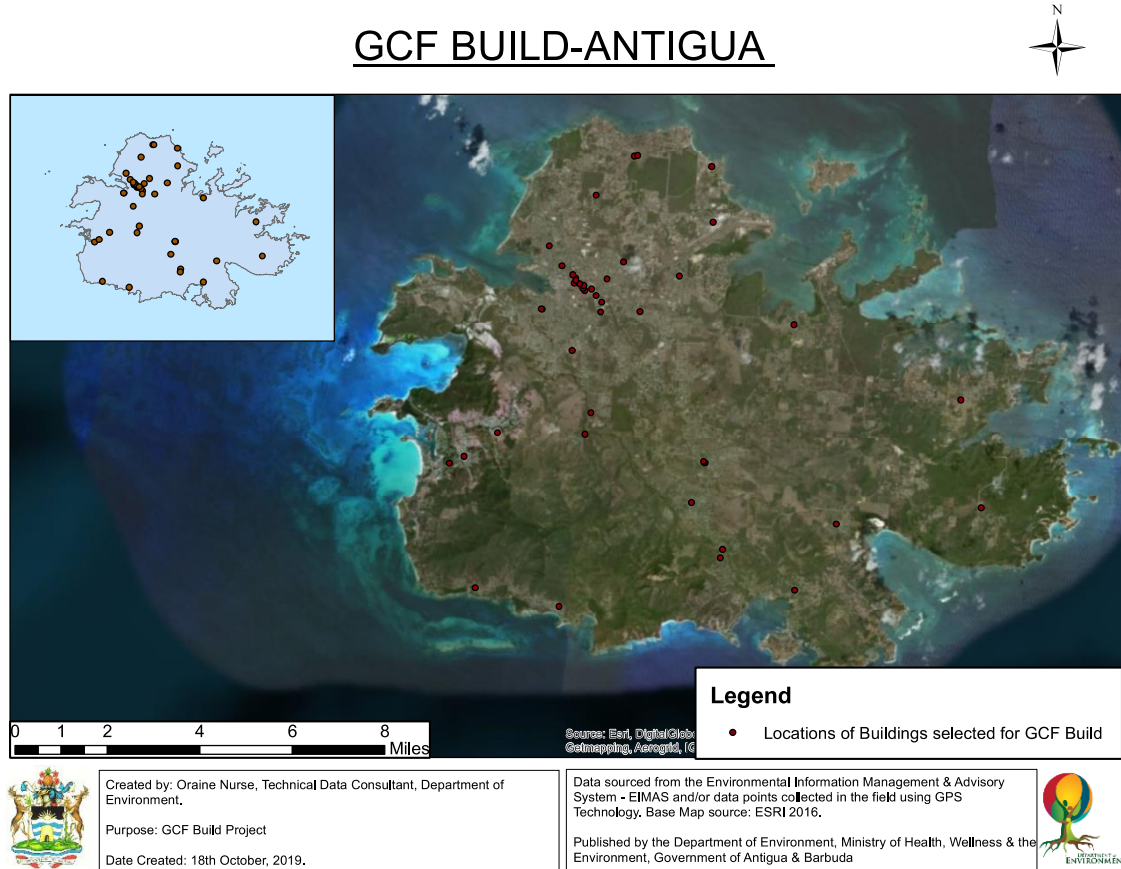 GCF BUILD-ANTIGUA
N
Legend
Locations of Buildings selected for GCF Build
0 1 2 4 6 8
Miles
Source: Esri, DigitalGlobe
Getmapping, Aerogrid, IG
Created by: Oraine Nurse, Technical Data Consultant, Department of
Environment.
Purpose: GCF Build Project
Date Created: 18th October, 2019.
Data sourced from the Environmental Information Management & Advisory
System - EIMAS and/or data points collected in the field using GPS
Technology. Base Map source: ESRI 2016.
Published by the Department of Environment, Ministry of Health, Wellness & the
Environment, Government of Antigua & Barbuda
DEPARTMENT of
ENVIRONMEN